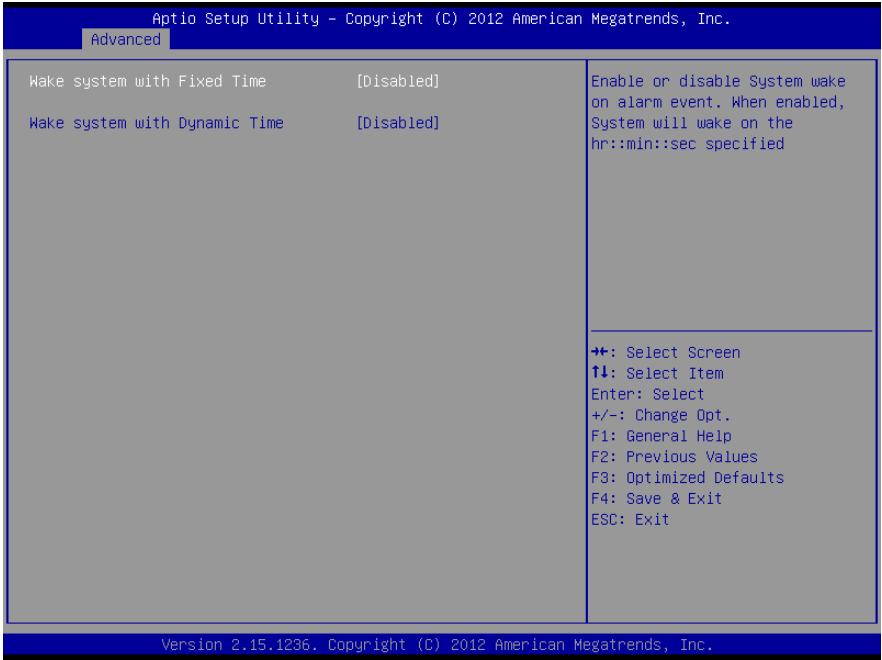 Aptio Setup Utility – Copyright (C) 2012 American Megatrends, Inc.
Advanced
Wake system with Fixed Time [Disabled]
Wake system with Dynamic Time [Disabled]
Enable or disable System wake
on alarm event. When enabled,
System will wake on the
hr::min::sec specified
→←: Select Screen
↑↓: Select Item
Enter: Select
+/-: Change Opt.
F1: General Help
F2: Previous Values
F3: Optimized Defaults
F4: Save & Exit
ESC: Exit
Version 2.15.1236. Copyright (C) 2012 American Megatrends, Inc.